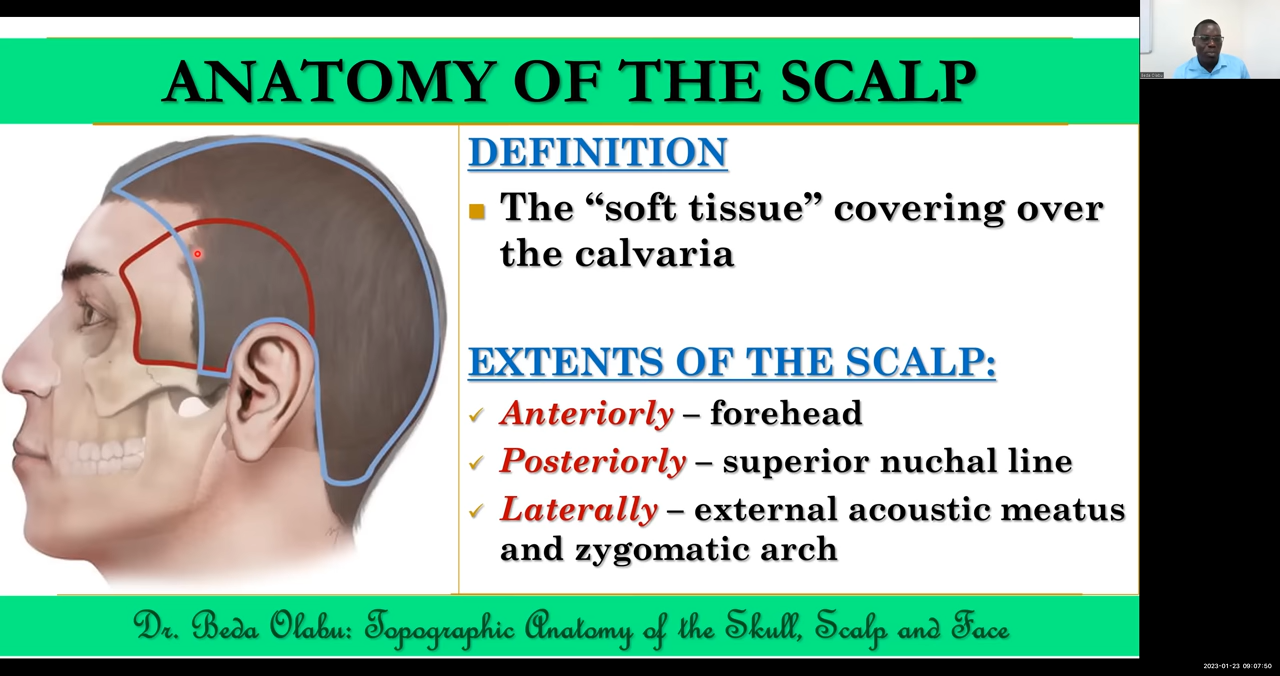 ANATOMY OF THE SCALP
DEFINITION
The “soft tissue” covering over
the calvaria
EXTENTS OF THE SCALP:
Anteriorly – forehead
Posteriorly – superior nuchal line
Laterally – external acoustic meatus
and zygomatic arch
Dr. Beda Olabu: Topographic Anatomy of the Skull, Scalp and Face
Beda Olabu
2023-01-23 09:07:50